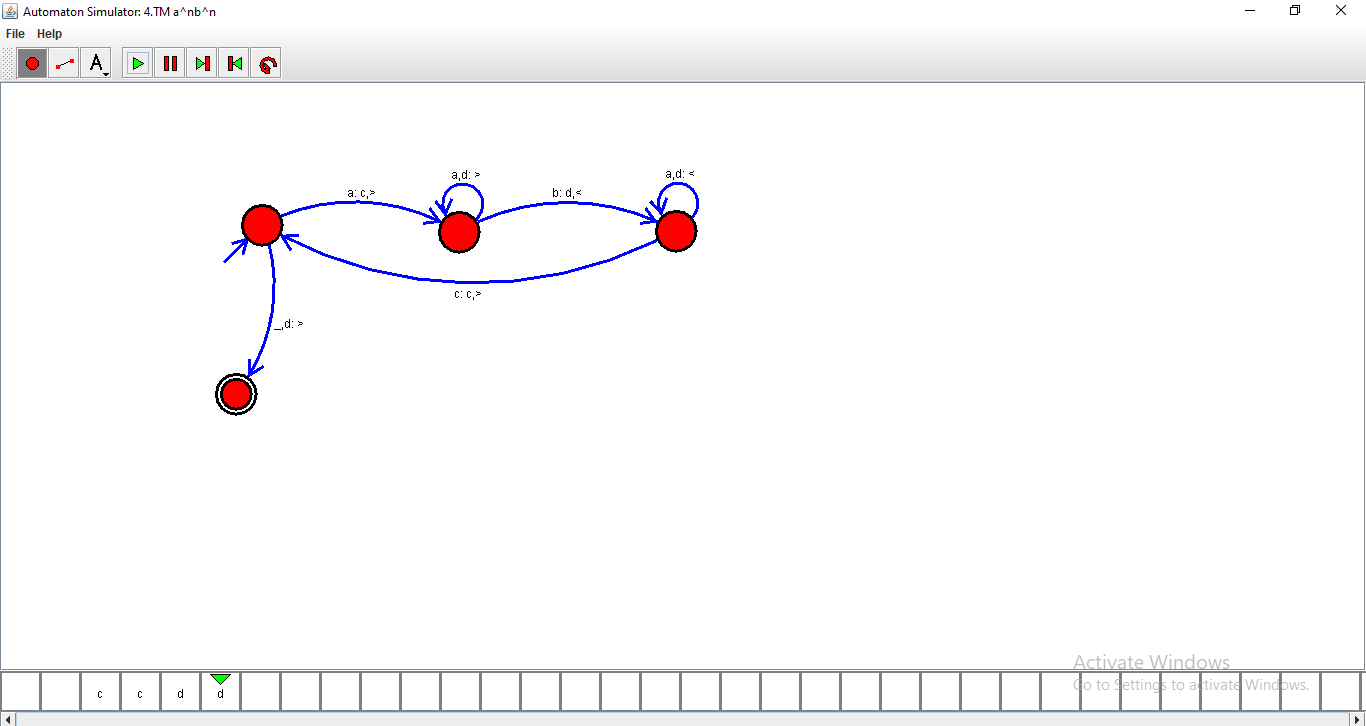 Automaton Simulator: 4.TM a^nb^n
File Help
A
a,d: > a,d: <
a: c,> b: d,<
c: c,>
_,d: >
Activate Windows
Go to Settings to activate Windows.
c c d d